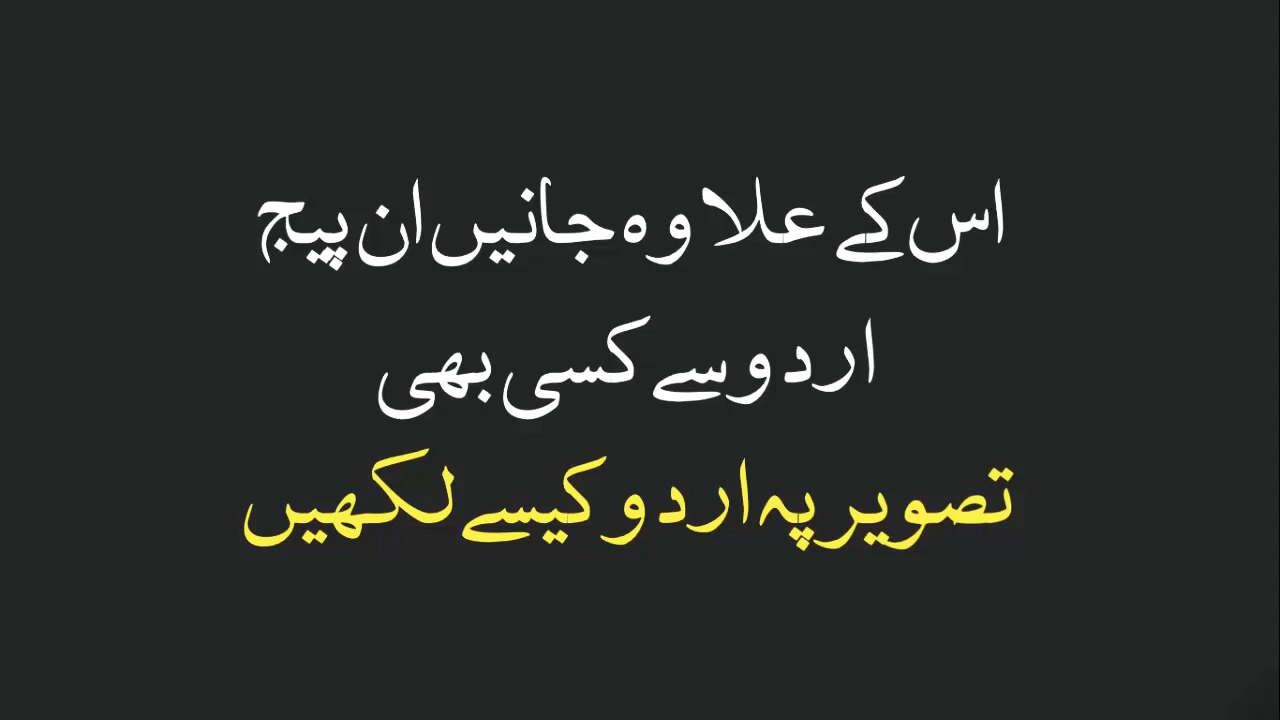 اس کے علاوہ جانیں ان پیج
اردو سے کسی بھی
تصویر پہ اردو کیسے لکھیں